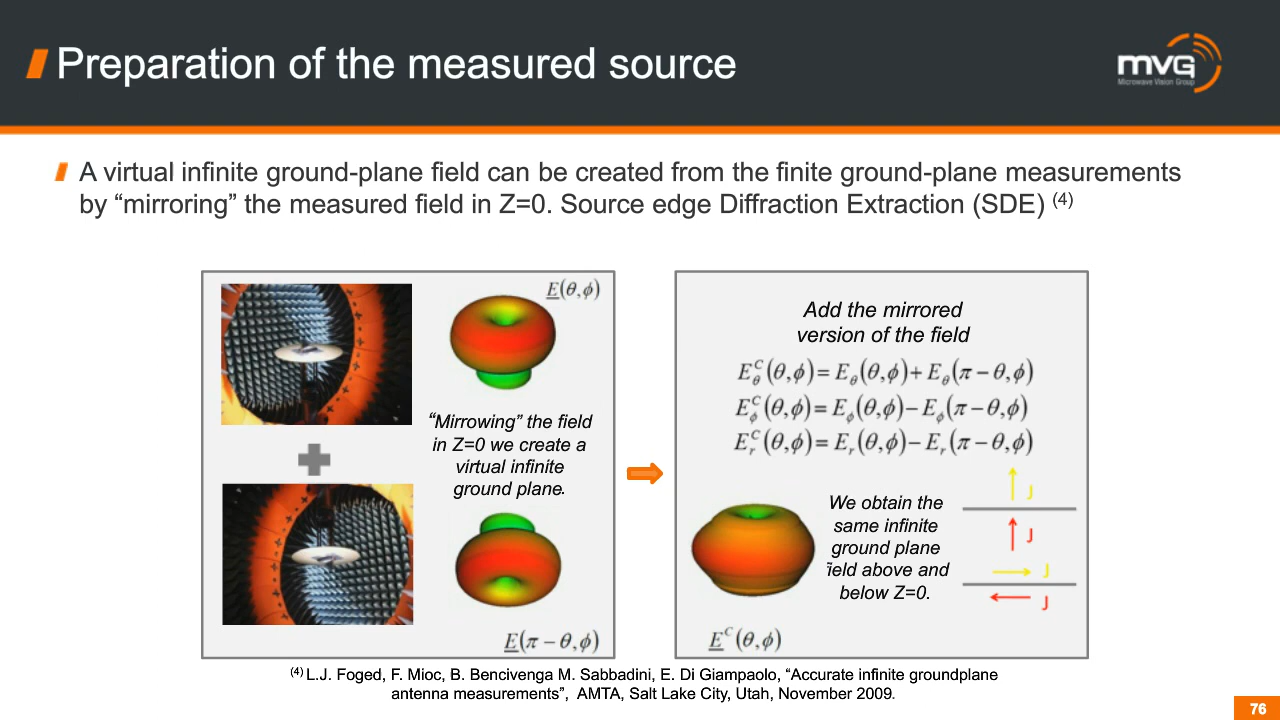 Preparation of the measured source
mvg
Microwave Vision Group
A virtual infinite ground-plane field can be created from the finite ground-plane measurements
by “mirroring” the measured field in Z=0. Source edge Diffraction Extraction (SDE) (4)
E(θ,ϕ)
“Mirrowing” the field
in Z=0 we create a
virtual infinite
ground plane.
E(π−θ,ϕ)
Add the mirrored
version of the field
E_θ^C(θ,ϕ)=E_θ(θ,ϕ)+E_θ(π−θ,ϕ)
E_ϕ^C(θ,ϕ)=E_ϕ(θ,ϕ)−E_ϕ(π−θ,ϕ)
E_r^C(θ,ϕ)=E_r(θ,ϕ)−E_r(π−θ,ϕ)
We obtain the
same infinite
ground plane
field above and
below Z=0.
J
J
J
J
E^C(θ,ϕ)
(4) L.J. Foged, F. Mioc, B. Bencivenga M. Sabbadini, E. Di Giampaolo, “Accurate infinite groundplane
antenna measurements”, AMTA, Salt Lake City, Utah, November 2009.
76